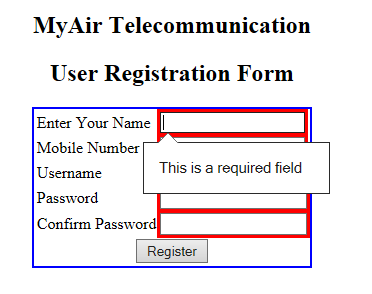 MyAir Telecommunication
User Registration Form
Enter Your Name
Mobile Number
This is a required field
Username
Password
Confirm Password
Register